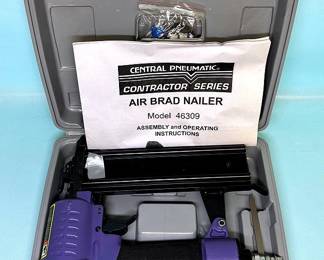 CENTRAL PNEUMATIC®
CONTRACTOR SERIES
AIR BRAD NAILER
Model 46309
ASSEMBLY and OPERATING
INSTRUCTIONS